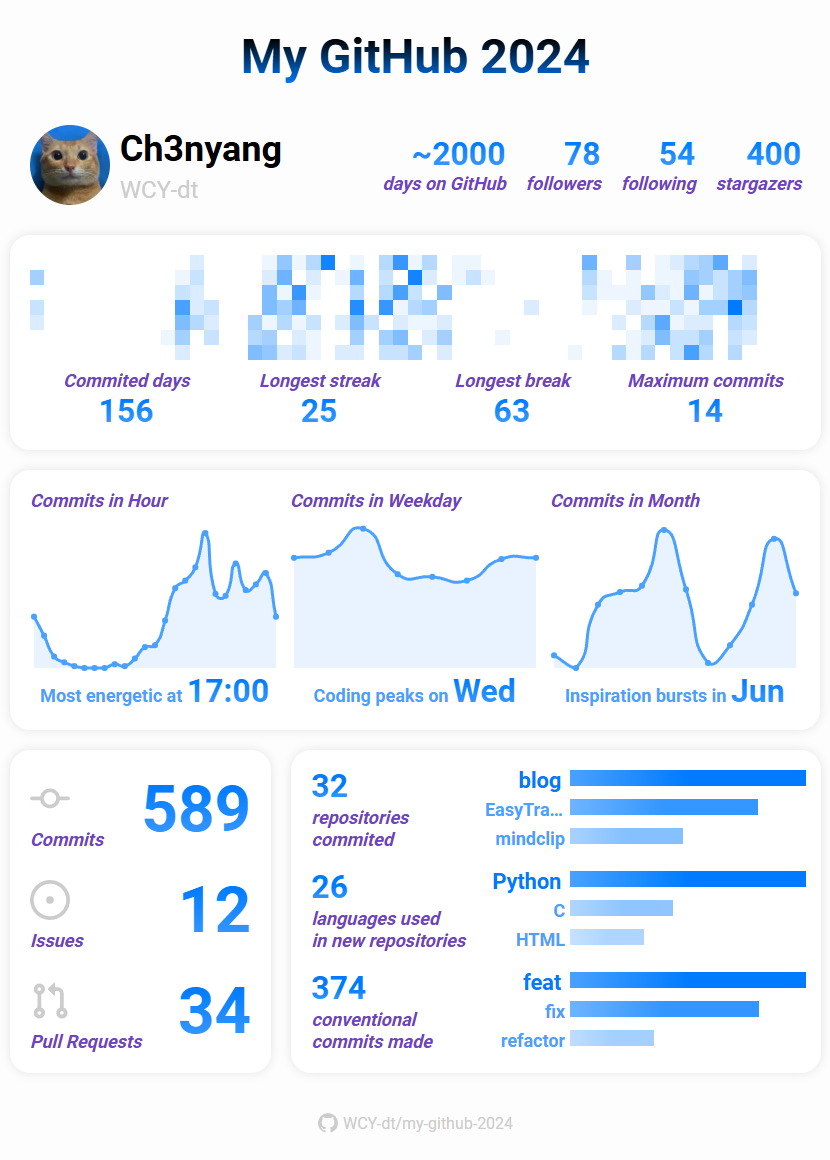 My GitHub 2024
Ch3nyang
WCY-dt
~2000 78 54 400
days on GitHub followers following stargazers
Commited days Longest streak Longest break Maximum commits
156 25 63 14
Commits in Hour Commits in Weekday Commits in Month
Most energetic at 17:00 Coding peaks on Wed Inspiration bursts in Jun
589
Commits
12
Issues
34
Pull Requests
32
repositories
commited
blog
EasyTra...
mindclip
26
languages used
in new repositories
Python
C
HTML
374
conventional
commits made
feat
fix
refactor
WCY-dt/my-github-2024